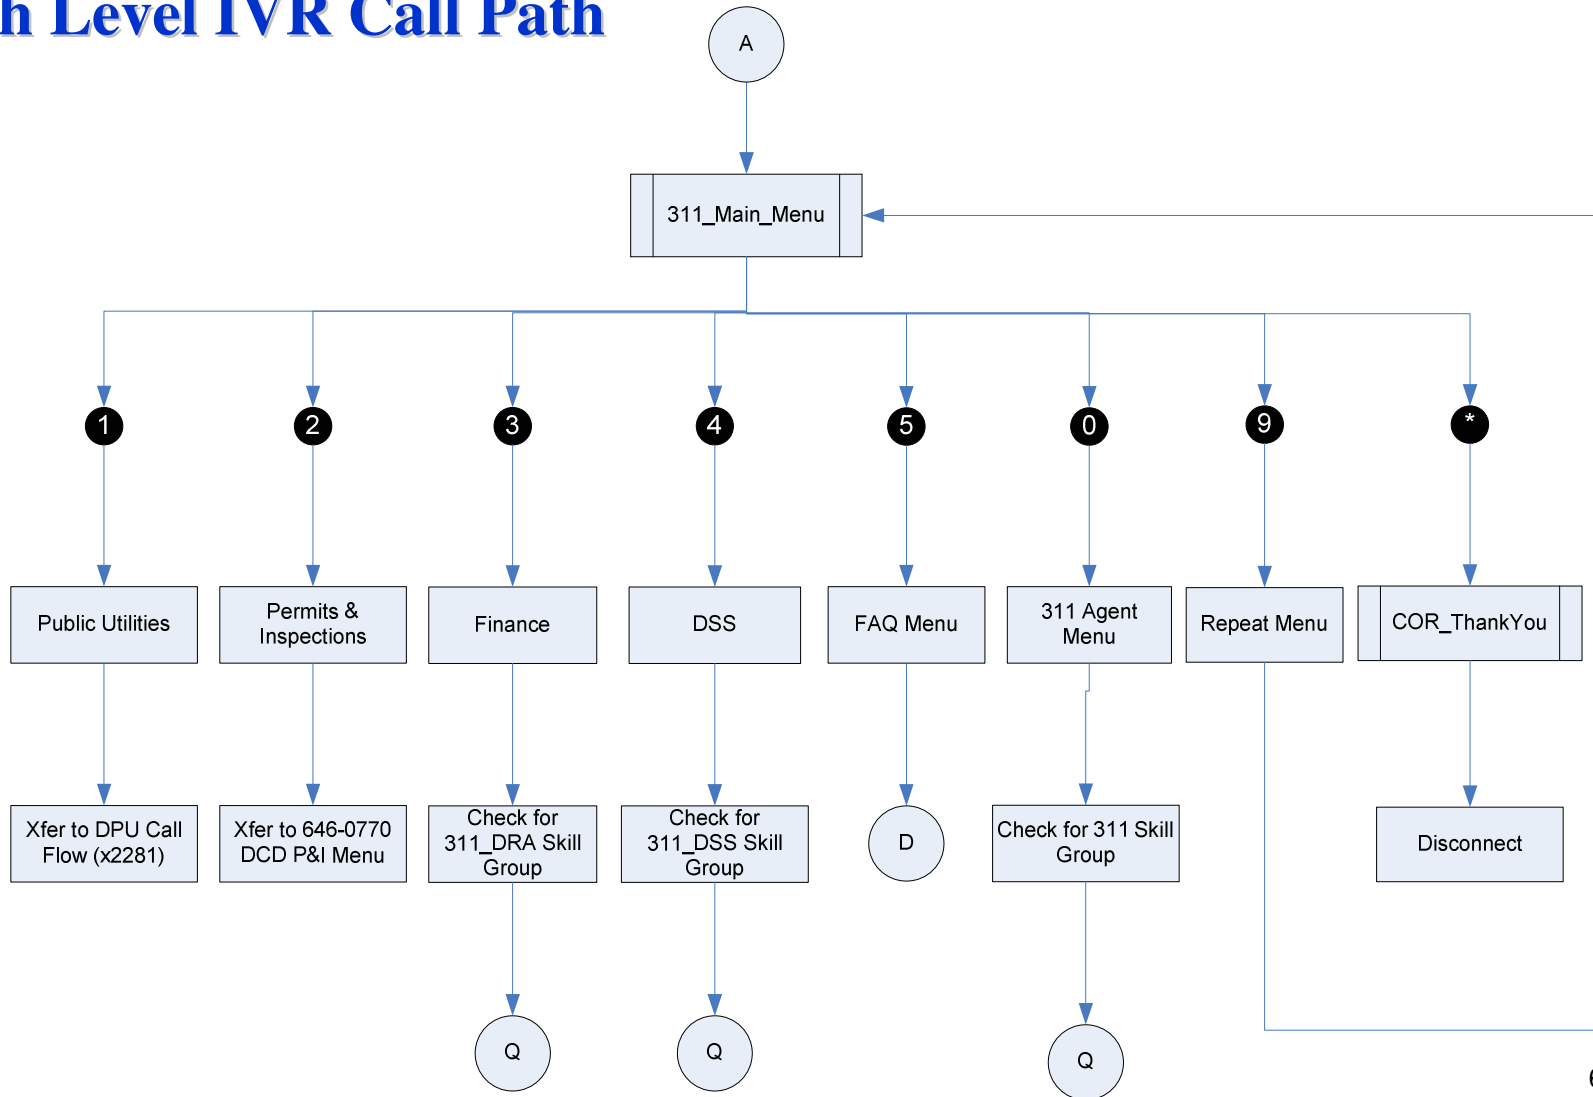 h Level IVR Call Path
A
311_Main_Menu
1 2 3 4 5 0 9 *
Public Utilities
Permits &
Inspections
Finance
DSS
FAQ Menu
311 Agent
Menu
Repeat Menu
COR_ThankYou
Xfer to DPU Call
Flow (x2281)
Xfer to 646-0770
DCD P&I Menu
Check for
311_DRA Skill
Group
Check for
311_DSS Skill
Group
D
Check for 311 Skill
Group
Disconnect
Q
Q
Q